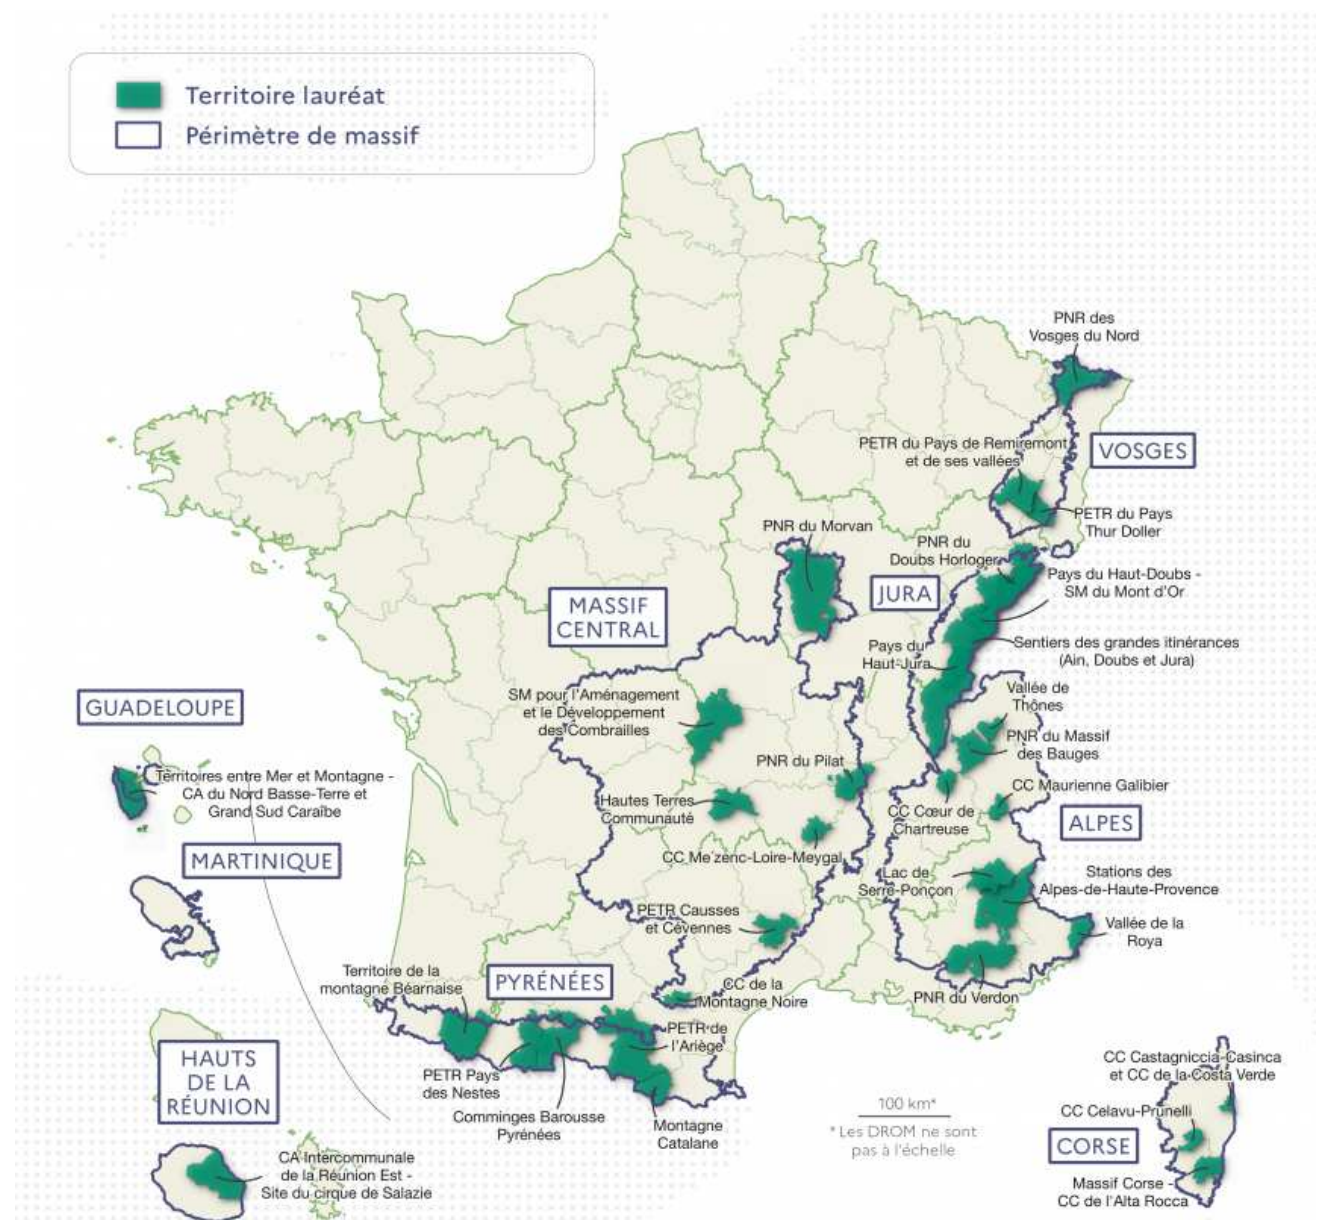 Territoire lauréat
Périmètre de massif
PNR des
Vosges du Nord
PETR du Pays de Remiremont
et de ses vallées
VOSGES
PETR du Pays
Thur Doller
PNR du Morvan
PNR du
Doubs Horloger
JURA
Pays du Haut-Doubs -
SM du Mont d'Or
MASSIF
CENTRAL
Sentiers des grandes itinérances
(Ain, Doubs et Jura)
Pays du
Haut-Jura
Vallée de
Thônes
SM pour l'Aménagement
et le Développement
des Combrailles
GUADELOUPE
PNR du Massif
des Bauges
PNR du Pilat
Territoires entre Mer et Montagne -
CA du Nord Basse-Terre et
Grand Sud Caraïbe
CC Maurienne Galibier
Hautes Terres
Communauté
CC Cœur de
Chartreuse
ALPES
MARTINIQUE
CC Me´zenc-Loire-Meygal
Lac de
Serre-Ponçon
Stations des
Alpes-de-Haute-Provence
PETR Causses
et Cévennes
Vallée de la
Roya
Territoire de la
montagne Béarnaise
PYRÉNÉES
CC de la
Montagne Noire
PNR du Verdon
PETR de
l'Ariège
HAUTS
DE LA
RÉUNION
PETR Pays
des Nestes
Comminges Barousse
Pyrénées
Montagne
Catalane
100 km*
* Les DROM ne sont
pas à l'échelle
CC Castagniccia-Casinca
et CC de la Costa Verde
CC Celavu-Prunelli
CORSE
Massif Corse -
CC de l'Alta Rocca
CA Intercommunale
de la Réunion Est -
Site du cirque de Salazie